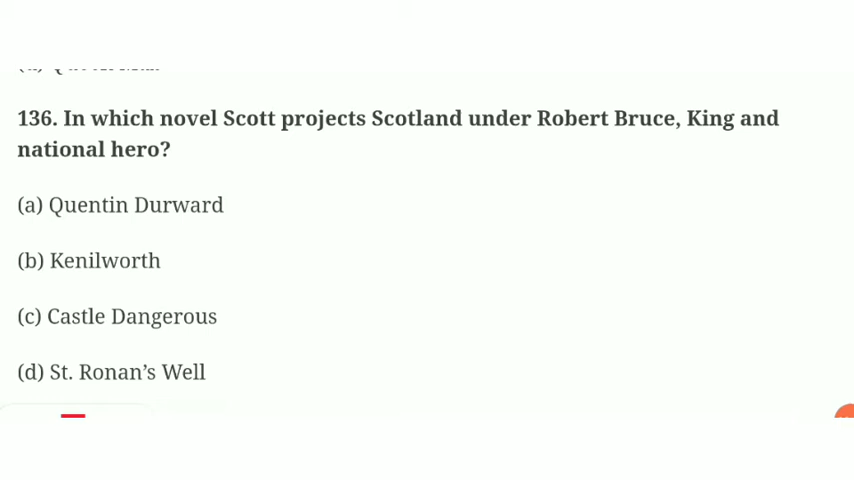 136. In which novel Scott projects Scotland under Robert Bruce, King and
national hero?
(a) Quentin Durward
(b) Kenilworth
(c) Castle Dangerous
(d) St. Ronan’s Well